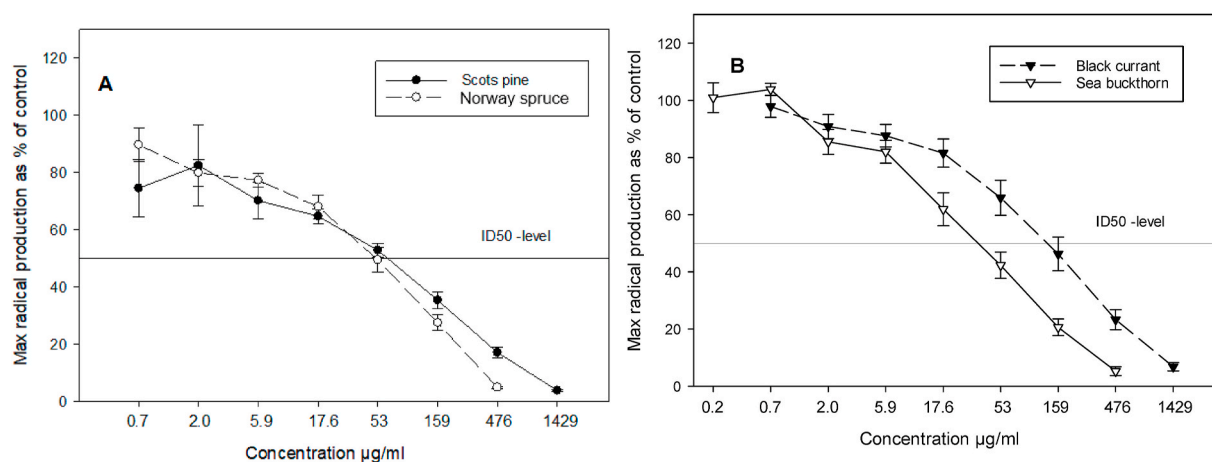 120
100
80
60
40
20
0
Max radical production as % of control
A
Scots pine
Norway spruce
ID50 -level
0.7 2.0 5.9 17.6 53 159 476 1429
Concentration µg/ml
120
100
80
60
40
20
0
Max radical production as % of control
B
Black currant
Sea buckthorn
ID50 -level
0.2 0.7 2.0 5.9 17.6 53 159 476 1429
Concentration µg/ml